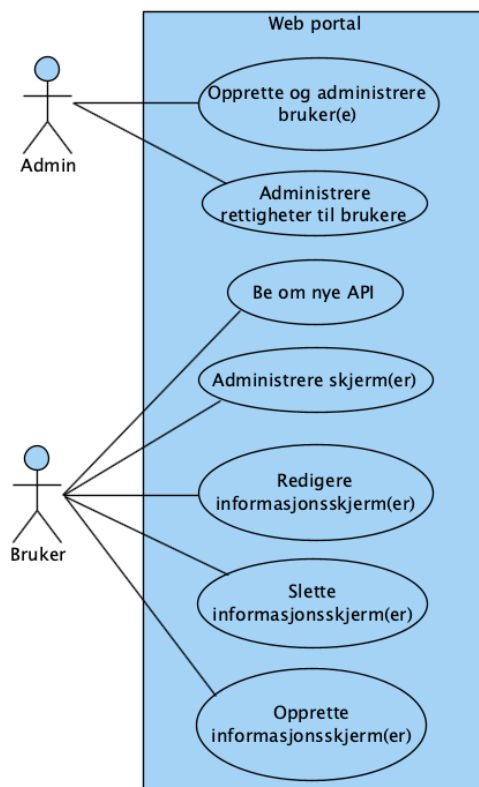 Web portal
Opprette og administrere
bruker(e)
Admin
Administrere
rettigheter til brukere
Be om nye API
Administrere skjerm(er)
Redigere
informasjonsskjerm(er)
Bruker
Slette
informasjonsskjerm(er)
Opprette
informasjonsskjerm(er)